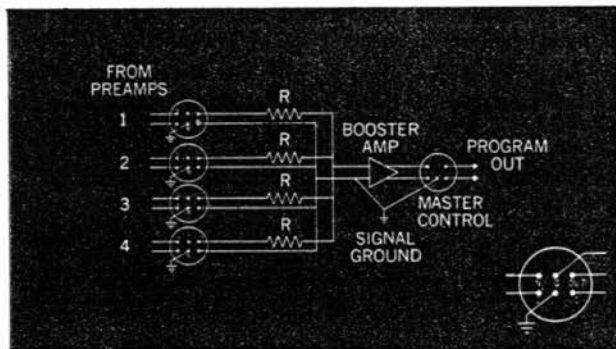 FROM
PREAMPS
1
R
2
R
3
R
4
R
BOOSTER
AMP
PROGRAM
OUT
MASTER
CONTROL
SIGNAL
GROUND